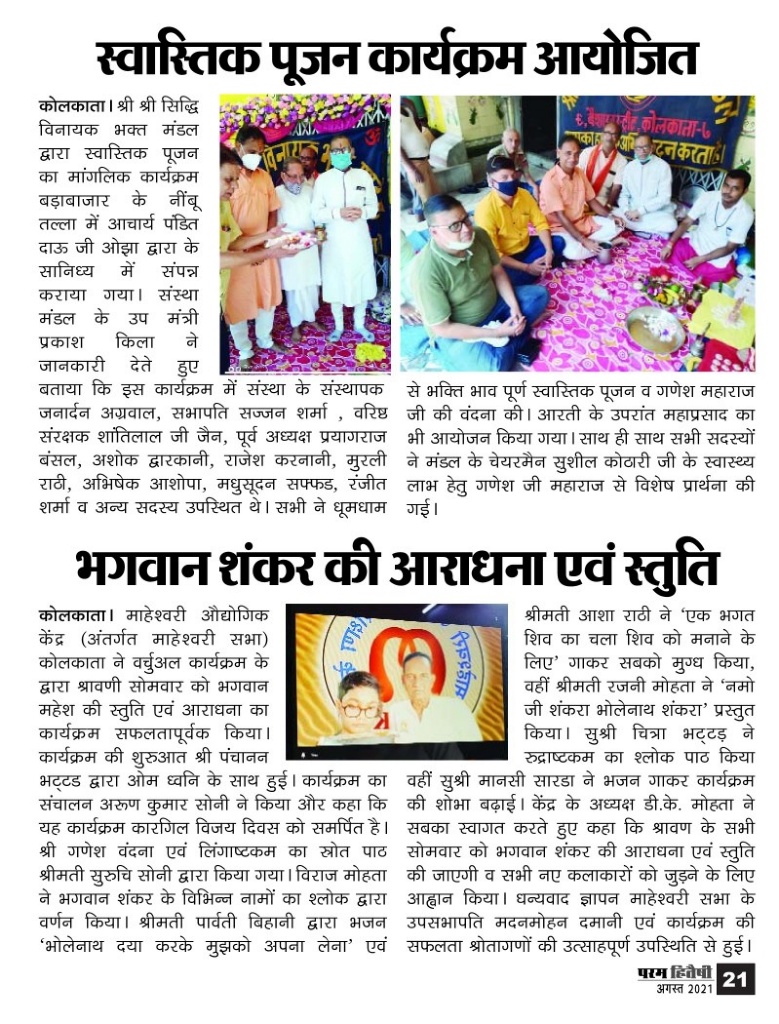 स्वास्तिक पूजन कार्यक्रम आयोजित
कोलकाता। श्री श्री सिद्धि
विनायक भक्त मंडल
द्वारा स्वास्तिक पूजन
का मांगलिक कार्यक्रम
बड़ाबाजार के नींबू
तल्ला में आचार्य पंडित
दाऊ जी ओझा द्वारा के
सानिध्य में संपन्न
कराया गया। संस्था
मंडल के उप मंत्री
प्रकाश किला ने
जानकारी देते हुए
बताया कि इस कार्यक्रम में संस्था के संस्थापक
जनार्दन अग्रवाल, सभापति सज्जन शर्मा , वरिष्ठ
संरक्षक शांतिलाल जी जैन, पूर्व अध्यक्ष प्रयागराज
बंसल, अशोक द्वारकानी, राजेश करनानी, मुरली
राठी, अभिषेक आशोपा, मधुसूदन सफ्फड, रंजीत
शर्मा व अन्य सदस्य उपस्थित थे। सभी ने धूमधाम
से भक्ति भाव पूर्ण स्वास्तिक पूजन व गणेश महाराज
जी की वंदना की। आरती के उपरांत महाप्रसाद का
भी आयोजन किया गया। साथ ही साथ सभी सदस्यों
ने मंडल के चेयरमैन सुशील कोठारी जी के स्वास्थ्य
लाभ हेतु गणेश जी महाराज से विशेष प्रार्थना की
गई।
भगवान शंकर की आराधना एवं स्तुति
कोलकाता। माहेश्वरी औद्योगिक
केंद्र (अंतर्गत माहेश्वरी सभा)
कोलकाता ने वर्चुअल कार्यक्रम के
द्वारा श्रावणी सोमवार को भगवान
महेश की स्तुति एवं आराधना का
कार्यक्रम सफलतापूर्वक किया।
कार्यक्रम की शुरुआत श्री पंचानन
भट्टड द्वारा ओम ध्वनि के साथ हुई। कार्यक्रम का
संचालन अरूण कुमार सोनी ने किया और कहा कि
यह कार्यक्रम कारगिल विजय दिवस को समर्पित है।
श्री गणेश वंदना एवं लिंगाष्टकम का स्रोत पाठ
श्रीमती सुरुचि सोनी द्वारा किया गया। विराज मोहता
ने भगवान शंकर के विभिन्न नामों का श्लोक द्वारा
वर्णन किया। श्रीमती पार्वती बिहानी द्वारा भजन
‘भोलेनाथ दया करके मुझको अपना लेना’ एवं
श्रीमती आशा राठी ने ‘एक भगत
शिव का चला शिव को मनाने के
लिए’ गाकर सबको मुग्ध किया,
वहीं श्रीमती रजनी मोहता ने ‘नमो
जी शंकरा भोलेनाथ शंकरा’ प्रस्तुत
किया। सुश्री चित्रा भट्टड़ ने
रुद्राष्टकम का श्लोक पाठ किया
वहीं सुश्री मानसी सारडा ने भजन गाकर कार्यक्रम
की शोभा बढ़ाई। केंद्र के अध्यक्ष डी.के. मोहता ने
सबका स्वागत करते हुए कहा कि श्रावण के सभी
सोमवार को भगवान शंकर की आराधना एवं स्तुति
की जाएगी व सभी नए कलाकारों को जुड़ने के लिए
आह्वान किया। धन्यवाद ज्ञापन माहेश्वरी सभा के
उपसभापति मदनमोहन दमानी एवं कार्यक्रम की
सफलता श्रोतागणों की उत्साहपूर्ण उपस्थिति से हुई।
परम हितैषी
अगस्त 2021
21